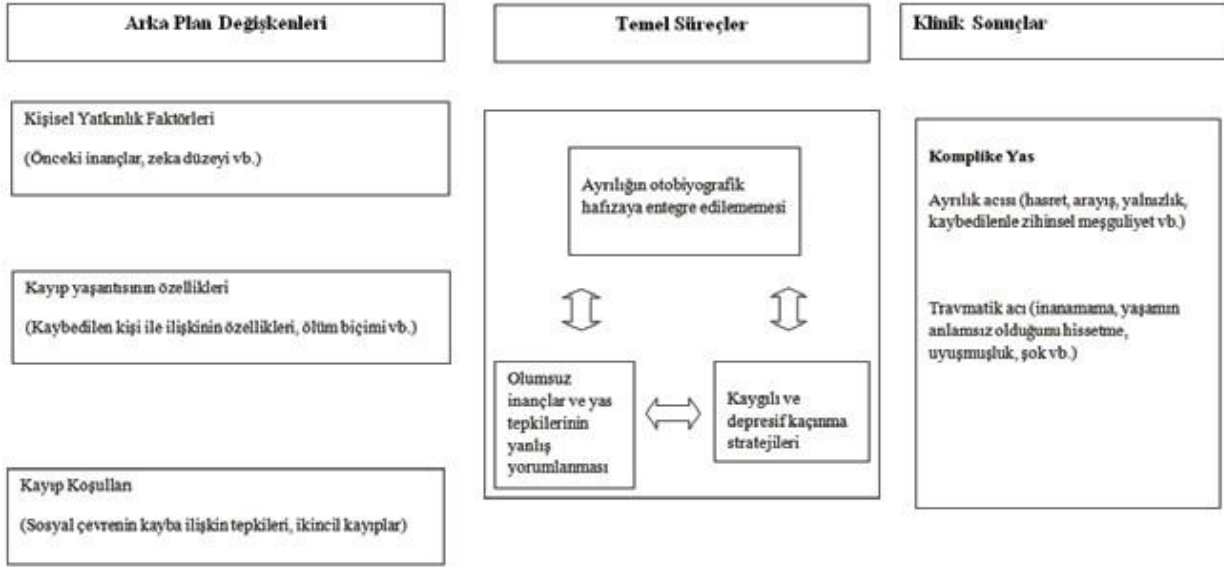 Arka Plan Değişkenleri
Temel Süreçler
Klinik Sonuçlar
Kişisel Yatkınlık Faktörleri
(Önceki inançlar, zeka düzeyi vb.)
Kayıp yaşantısının özellikleri
(Kaybedilen kişi ile ilişkinin özellikleri, ölüm biçimi vb.)
Kayıp Koşulları
(Sosyal çevrenin kayba ilişkin tepkileri, ikincil kayıplar)
Ayrılığın otobiyografik
hafızaya entegre edilememesi
Olumsuz
inançlar ve yas
tepkilerinin
yanlış
yorumlanması
Kaygılı ve
depresif kaçınma
stratejileri
Komplike Yas
Ayrılık acısı (hasret, arayış, yalnızlık,
kaybedilenle zihinsel meşguliyet vb.)
Travmatik acı (inanamama, yaşamın
anlamsız olduğunu hissetme,
uyuşmuşluk, şok vb.)